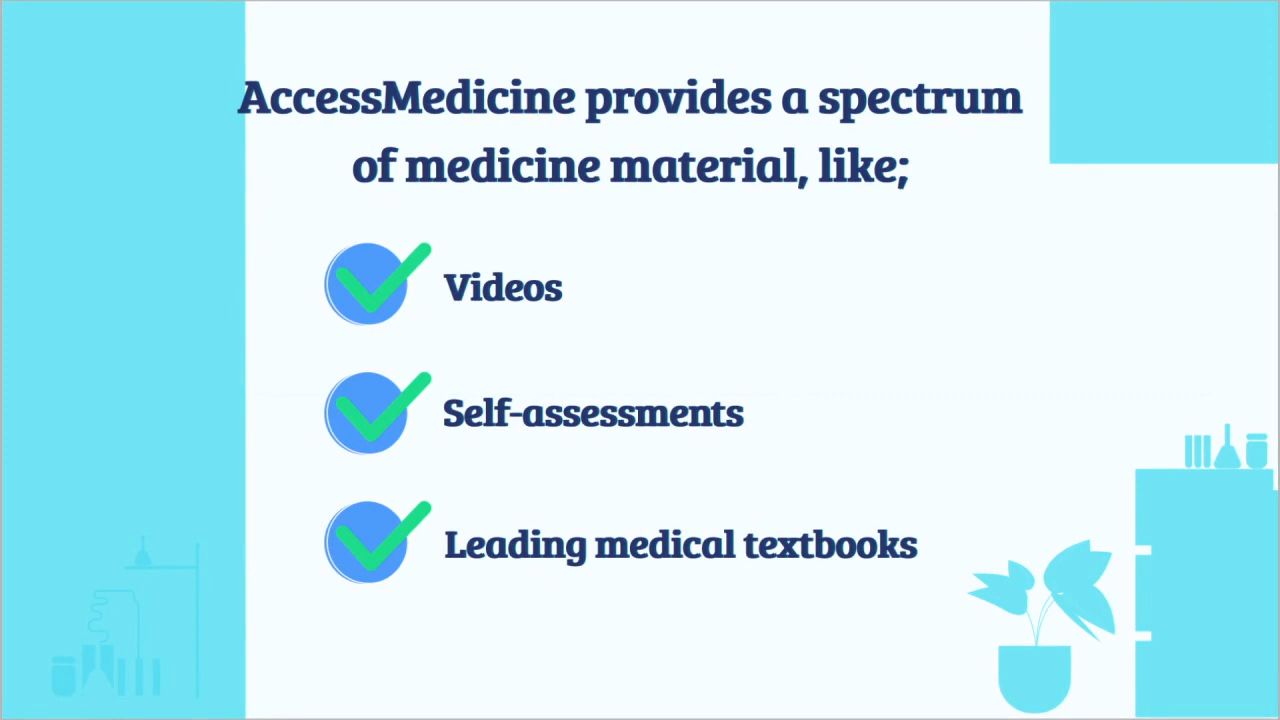 AccessMedicine provides a spectrum
of medicine material, like;
Videos
Self-assessments
Leading medical textbooks